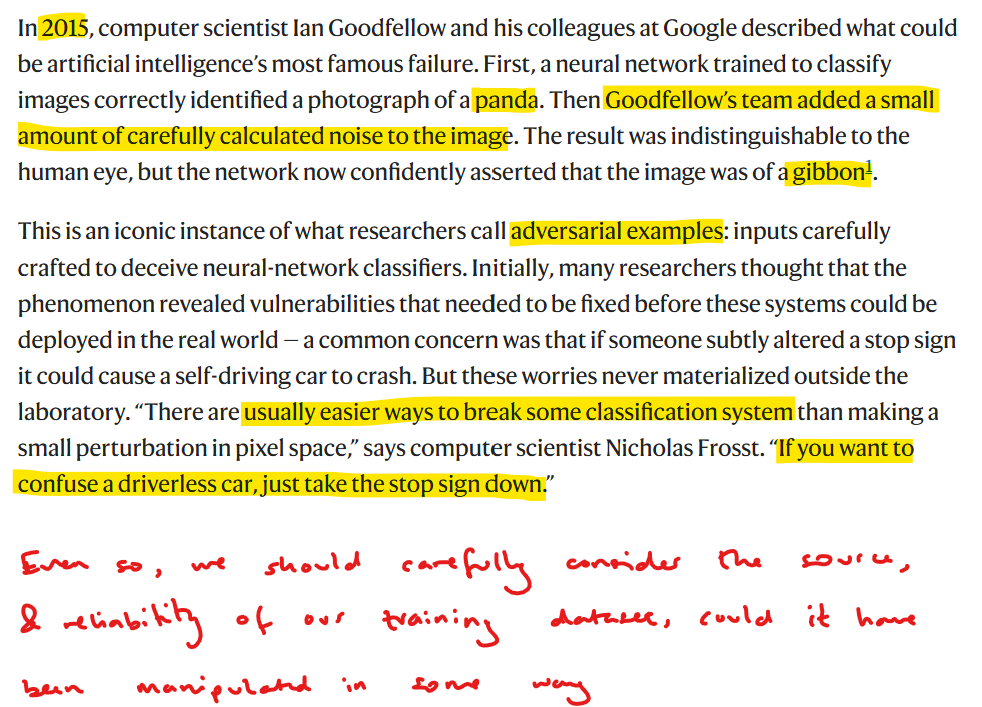 In 2015, computer scientist Ian Goodfellow and his colleagues at Google described what could
be artificial intelligence’s most famous failure. First, a neural network trained to classify
images correctly identified a photograph of a panda. Then Goodfellow’s team added a small
amount of carefully calculated noise to the image. The result was indistinguishable to the
human eye, but the network now confidently asserted that the image was of a gibbon¹.
This is an iconic instance of what researchers call adversarial examples: inputs carefully
crafted to deceive neural-network classifiers. Initially, many researchers thought that the
phenomenon revealed vulnerabilities that needed to be fixed before these systems could be
deployed in the real world — a common concern was that if someone subtly altered a stop sign
it could cause a self-driving car to crash. But these worries never materialized outside the
laboratory. “There are usually easier ways to break some classification system than making a
small perturbation in pixel space,” says computer scientist Nicholas Frosst. “If you want to
confuse a driverless car, just take the stop sign down.”
Even so, we should carefully consider the source,
& reliability of our training dataset, could it have
been manipulated in some way